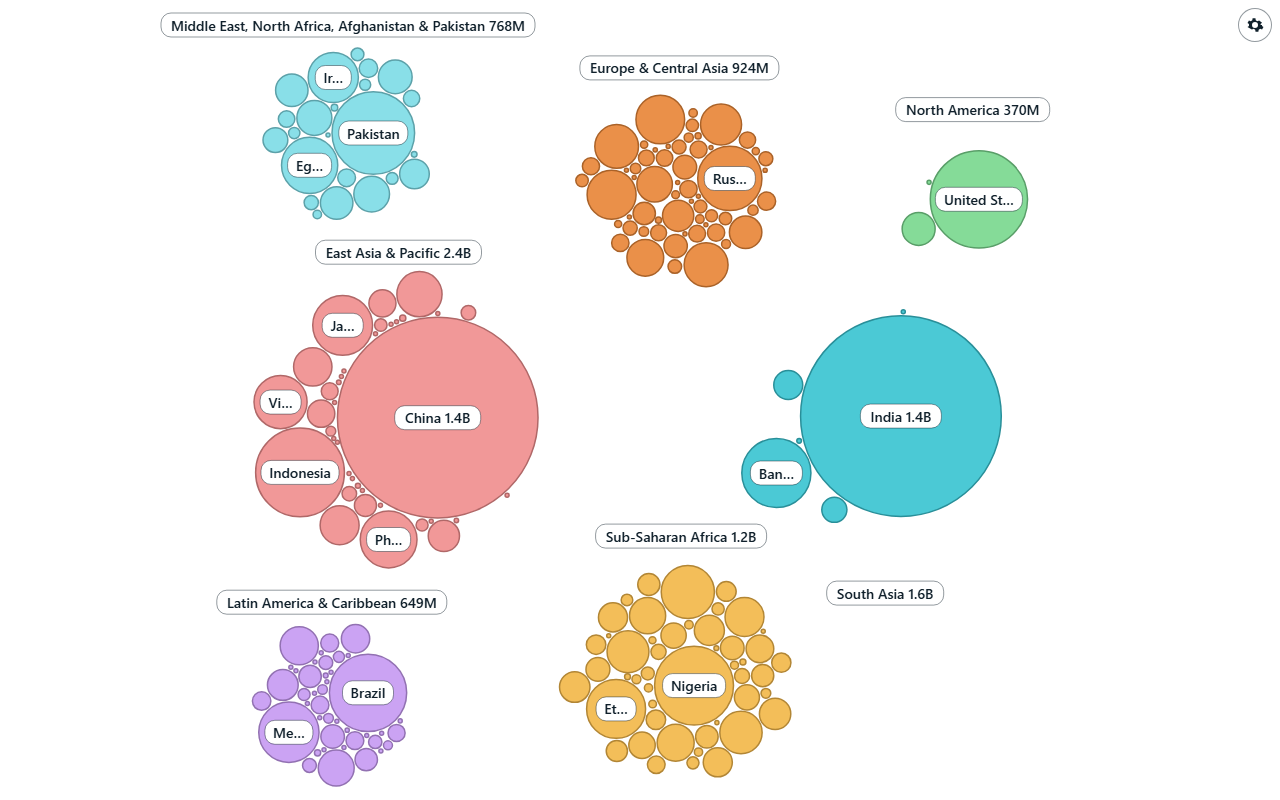 Middle East, North Africa, Afghanistan & Pakistan 768M
Ir...
Pakistan
Eg...
Europe & Central Asia 924M
Rus...
North America 370M
United St...
East Asia & Pacific 2.4B
Ja...
Vi...
China 1.4B
Indonesia
Ph...
India 1.4B
Ban...
South Asia 1.6B
Sub-Saharan Africa 1.2B
Nigeria
Et...
Latin America & Caribbean 649M
Brazil
Me...